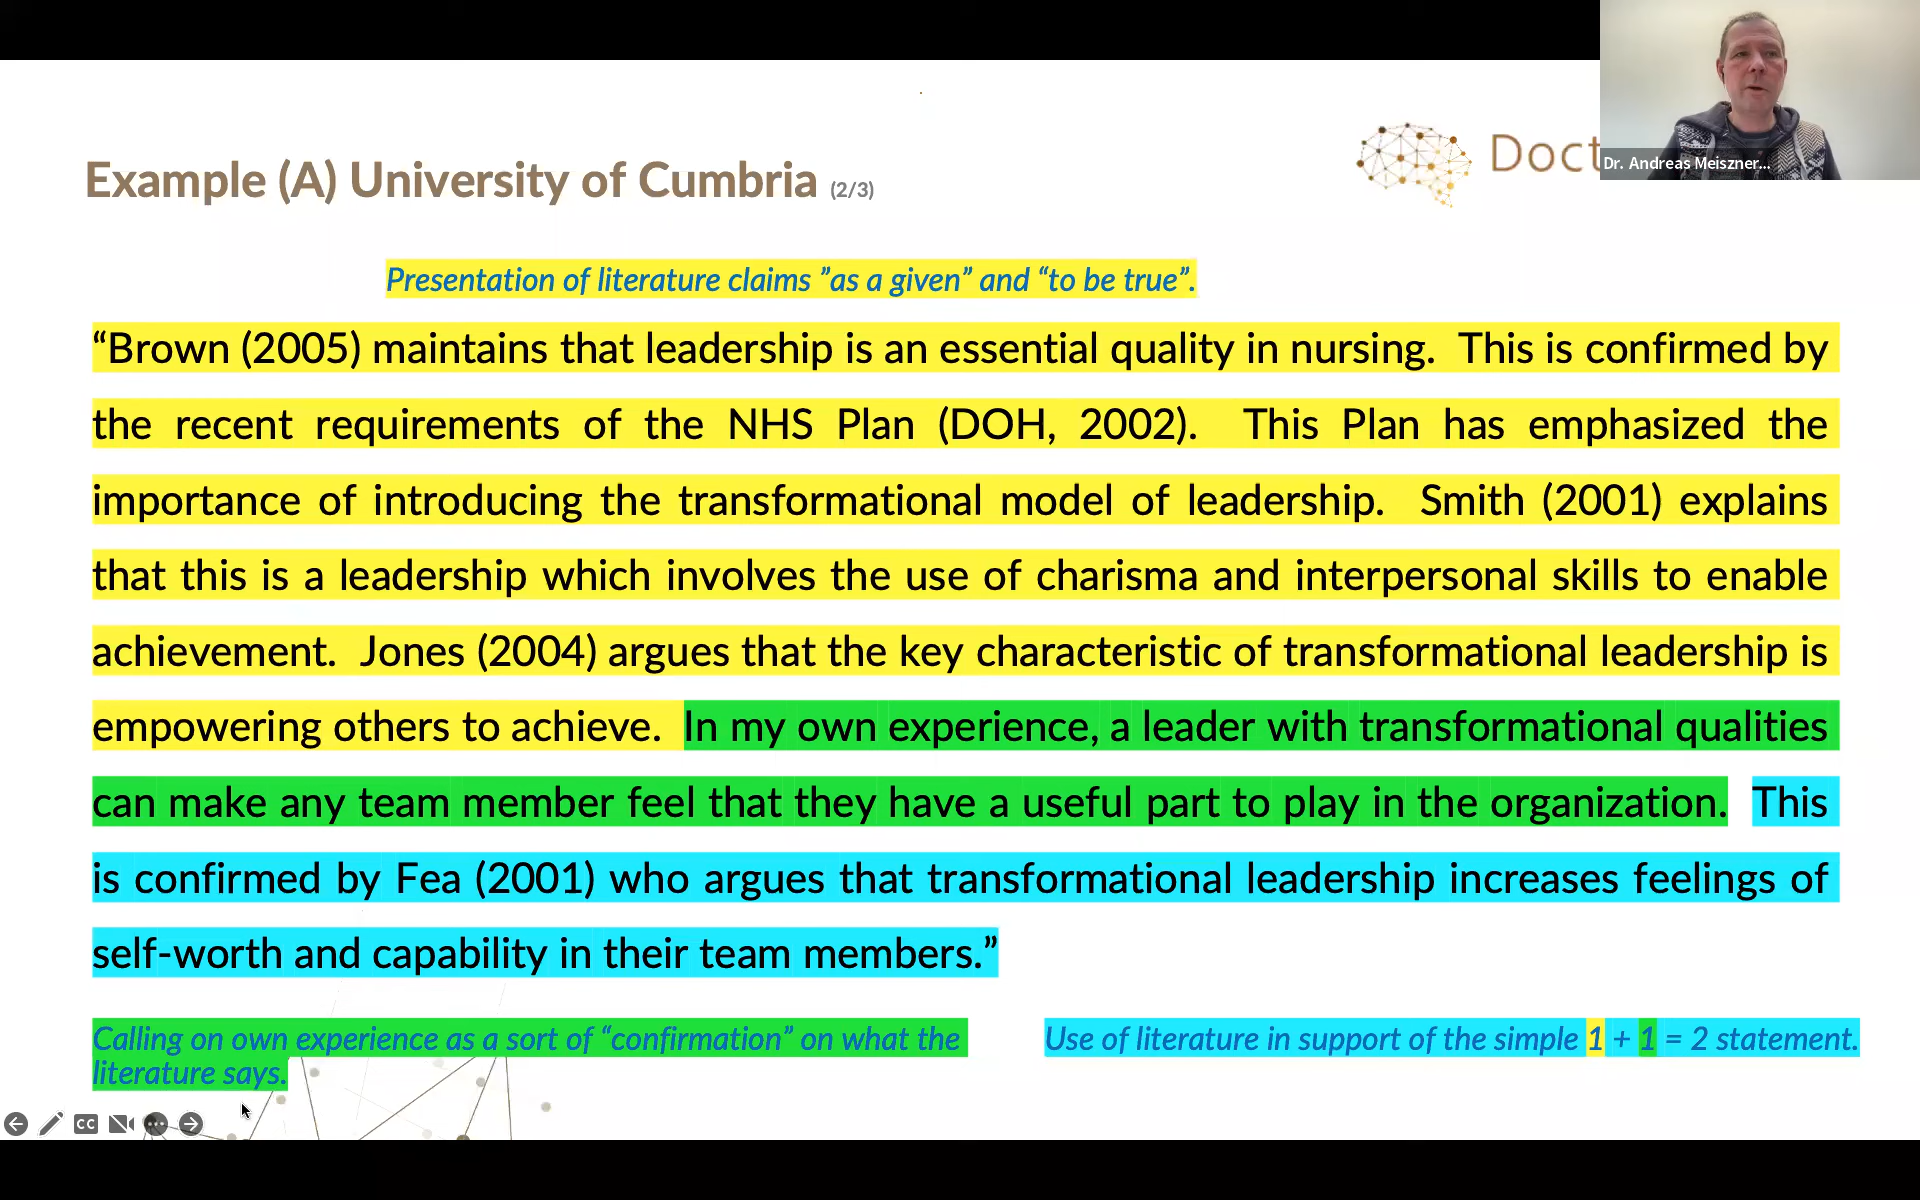 Example (A) University of Cumbria (2/3)
Doct
Dr. Andreas Meiszner...
Presentation of literature claims ”as a given” and “to be true”.
“Brown (2005) maintains that leadership is an essential quality in nursing. This is confirmed by
the recent requirements of the NHS Plan (DOH, 2002). This Plan has emphasized the
importance of introducing the transformational model of leadership. Smith (2001) explains
that this is a leadership which involves the use of charisma and interpersonal skills to enable
achievement. Jones (2004) argues that the key characteristic of transformational leadership is
empowering others to achieve. In my own experience, a leader with transformational qualities
can make any team member feel that they have a useful part to play in the organization. This
is confirmed by Fea (2001) who argues that transformational leadership increases feelings of
self-worth and capability in their team members.”
Calling on own experience as a sort of “confirmation” on what the
literature says.
Use of literature in support of the simple 1 + 1 = 2 statement.
CC